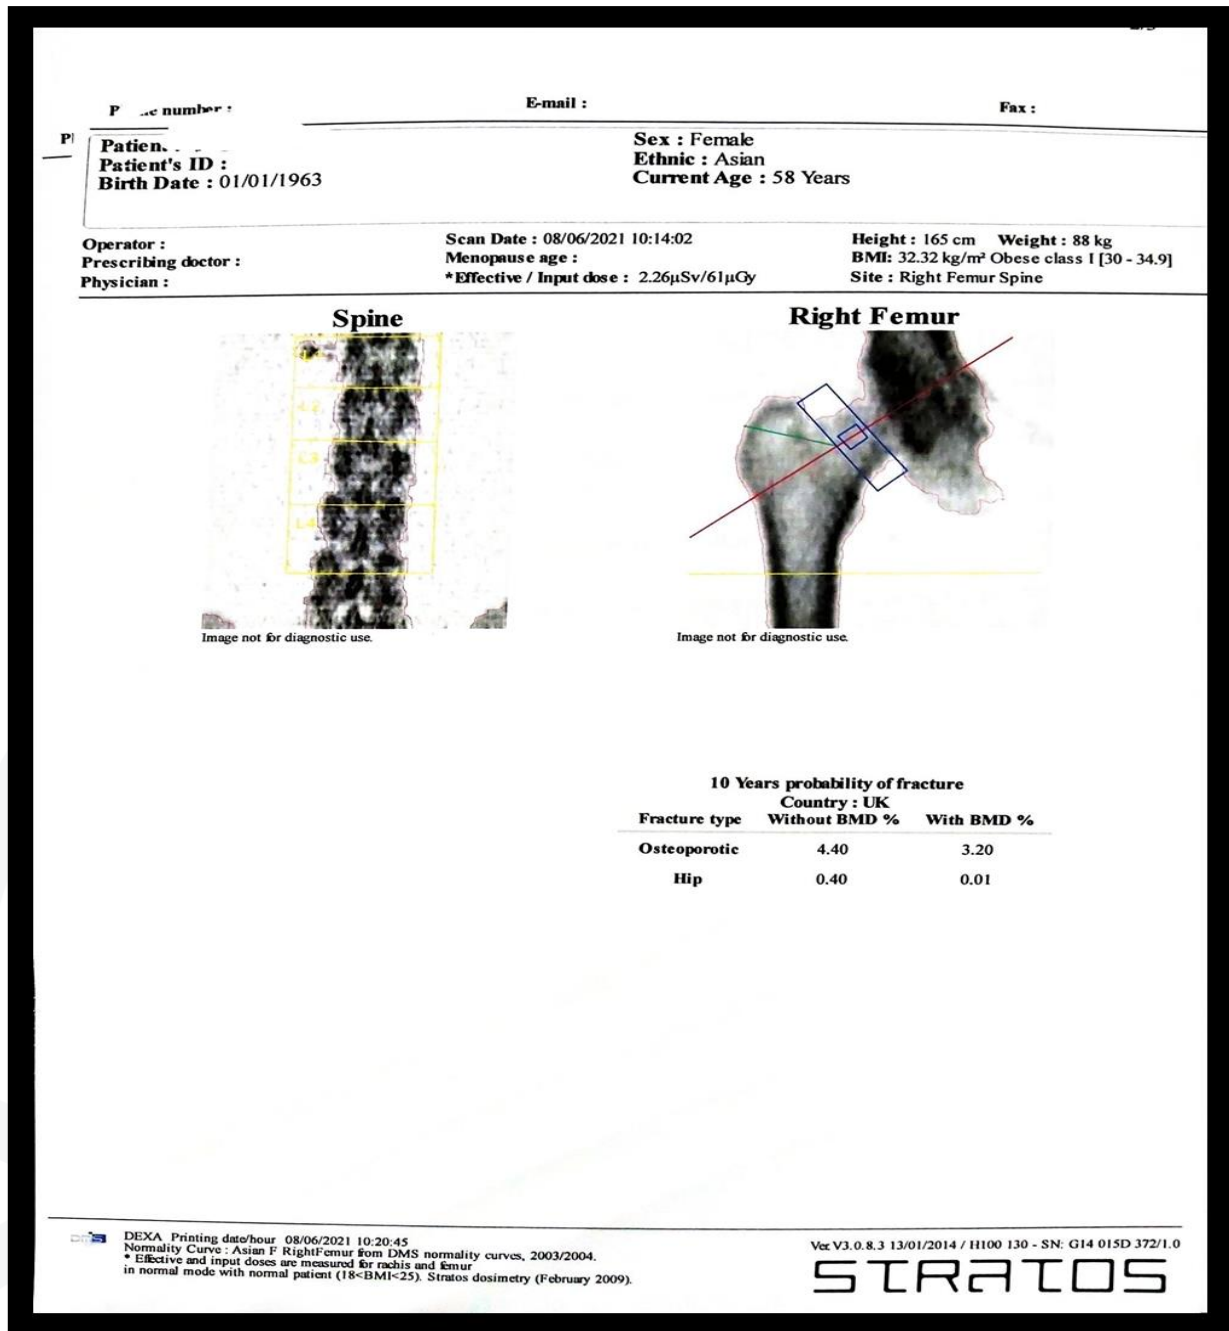 number :
E-mail :
Fax :
Sex : Female
Patient's ID :
Ethnic : Asian
Birth Date : 01/01/1963
Current Age : 58 Years
Operator :
Scan Date : 08/06/2021 10:14:02
Height : 165 cm Weight : 88 kg
Prescribing doctor :
Menopause age :
BMI: 32.32 kg/m² Obese class I [30 - 34.9]
Physician :
*Effective / Input dose : 2.26µSv/61µGy
Site : Right Femur Spine
Spine
Right Femur
L2
L3
L4
Image not for diagnostic use.
Image not for diagnostic use.
10 Years probability of fracture
Country : UK
Fracture type Without BMD % With BMD %
Osteoporotic 4.40 3.20
Hip 0.40 0.01
DMS
DEXA Printing date/hour 08/06/2021 10:20:45
Normality Curve : Asian F RightFemur from DMS normality curves, 2003/2004.
* Effective and input doses are measured for rachis and femur
in normal mode with normal patient (18<BMI<25). Stratos dosimetry (February 2009).
Ver. V3.0.8.3 13/01/2014 / H100 130 - SN: G14 015D 372/1.0
STRATOS